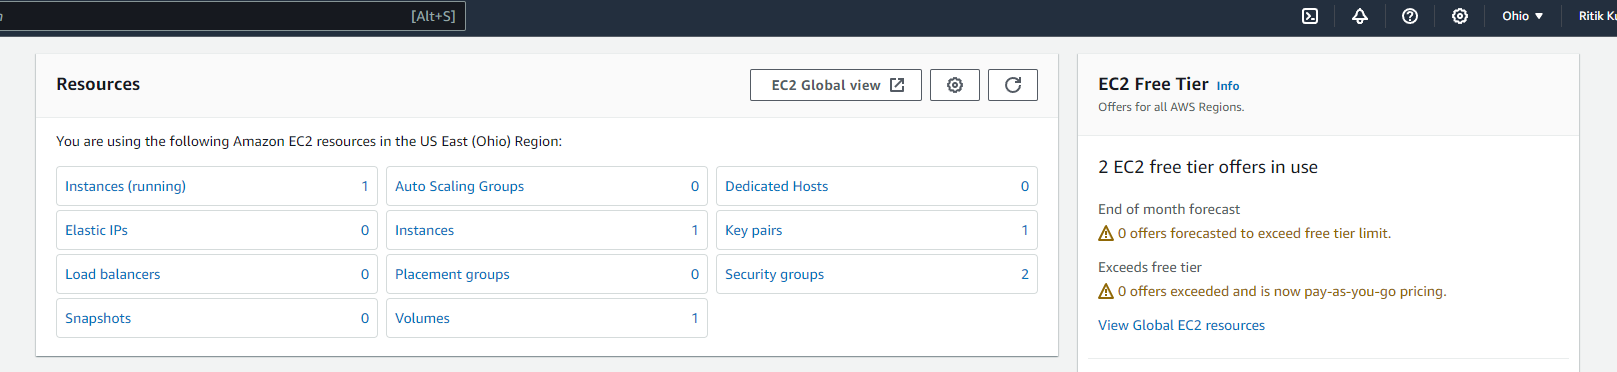 [Alt+S]
Ohio ▼
Ritik
Resources
EC2 Global view
You are using the following Amazon EC2 resources in the US East (Ohio) Region:
Instances (running) 1
Auto Scaling Groups 0
Dedicated Hosts 0
Elastic IPs 0
Instances 1
Key pairs 1
Load balancers 0
Placement groups 0
Security groups 2
Snapshots 0
Volumes 1
EC2 Free Tier Info
Offers for all AWS Regions.
2 EC2 free tier offers in use
End of month forecast
0 offers forecasted to exceed free tier limit.
Exceeds free tier
0 offers exceeded and is now pay-as-you-go pricing.
View Global EC2 resources